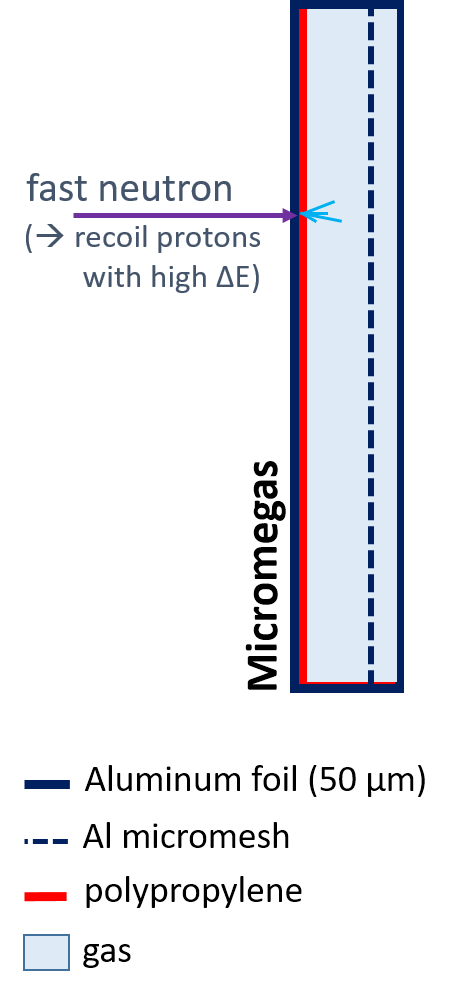 fast neutron
(→ recoil protons
with high ΔE)
Micromegas
Aluminum foil (50 μm)
Al micromesh
polypropylene
gas